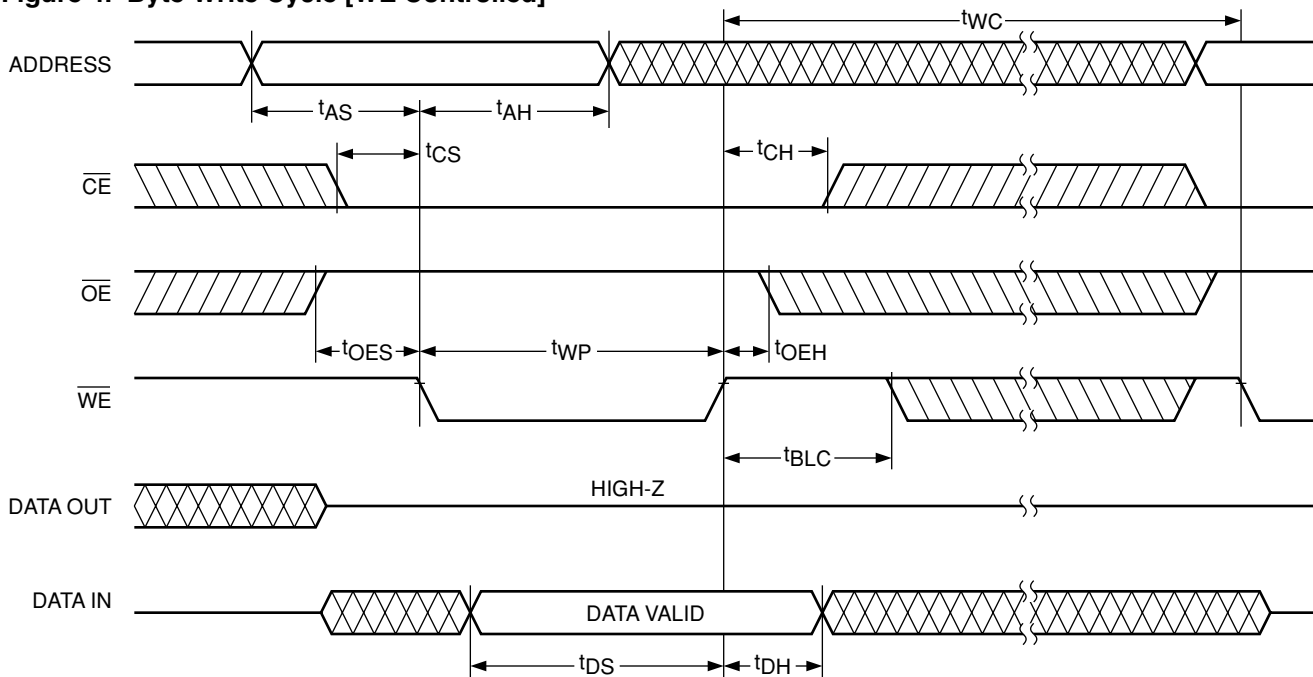 Figure 4. Byte Write Cycle [WE Controlled]
tWC
ADDRESS
tAS
tAH
tCS
tCH
CE
OE
tOES
tWP
tOEH
WE
tBLC
HIGH-Z
DATA OUT
DATA IN
DATA VALID
tDS
tDH